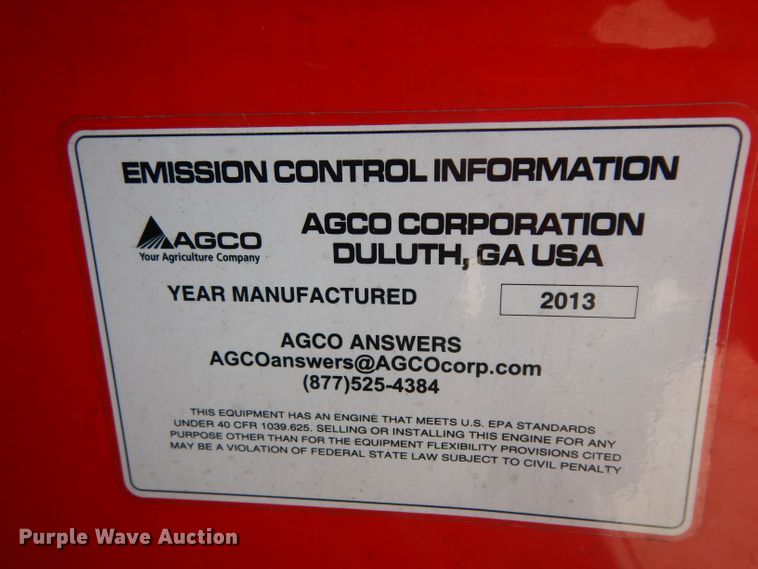 EMISSION CONTROL INFORMATION
AGCO
Your Agriculture Company
AGCO CORPORATION
DULUTH, GA USA
YEAR MANUFACTURED 2013
AGCO ANSWERS
AGCOanswers@AGCOcorp.com
(877)525-4384
THIS EQUIPMENT HAS AN ENGINE THAT MEETS U.S. EPA STANDARDS
UNDER 40 CFR 1039.625. SELLING OR INSTALLING THIS ENGINE FOR ANY
PURPOSE OTHER THAN FOR THE EQUIPMENT FLEXIBILITY PROVISIONS CITED
MAY BE A VIOLATION OF FEDERAL STATE LAW SUBJECT TO CIVIL PENALTY
Purple Wave Auction